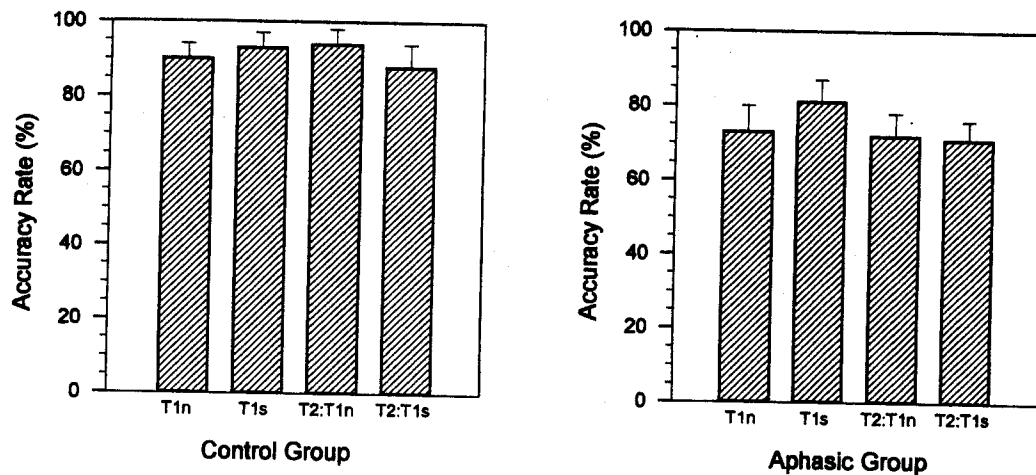 Accuracy Rate (%)
100
80
60
40
20
0
T1n T1s T2:T1n T2:T1s
Control Group
Accuracy Rate (%)
100
80
60
40
20
0
T1n T1s T2:T1n T2:T1s
Aphasic Group